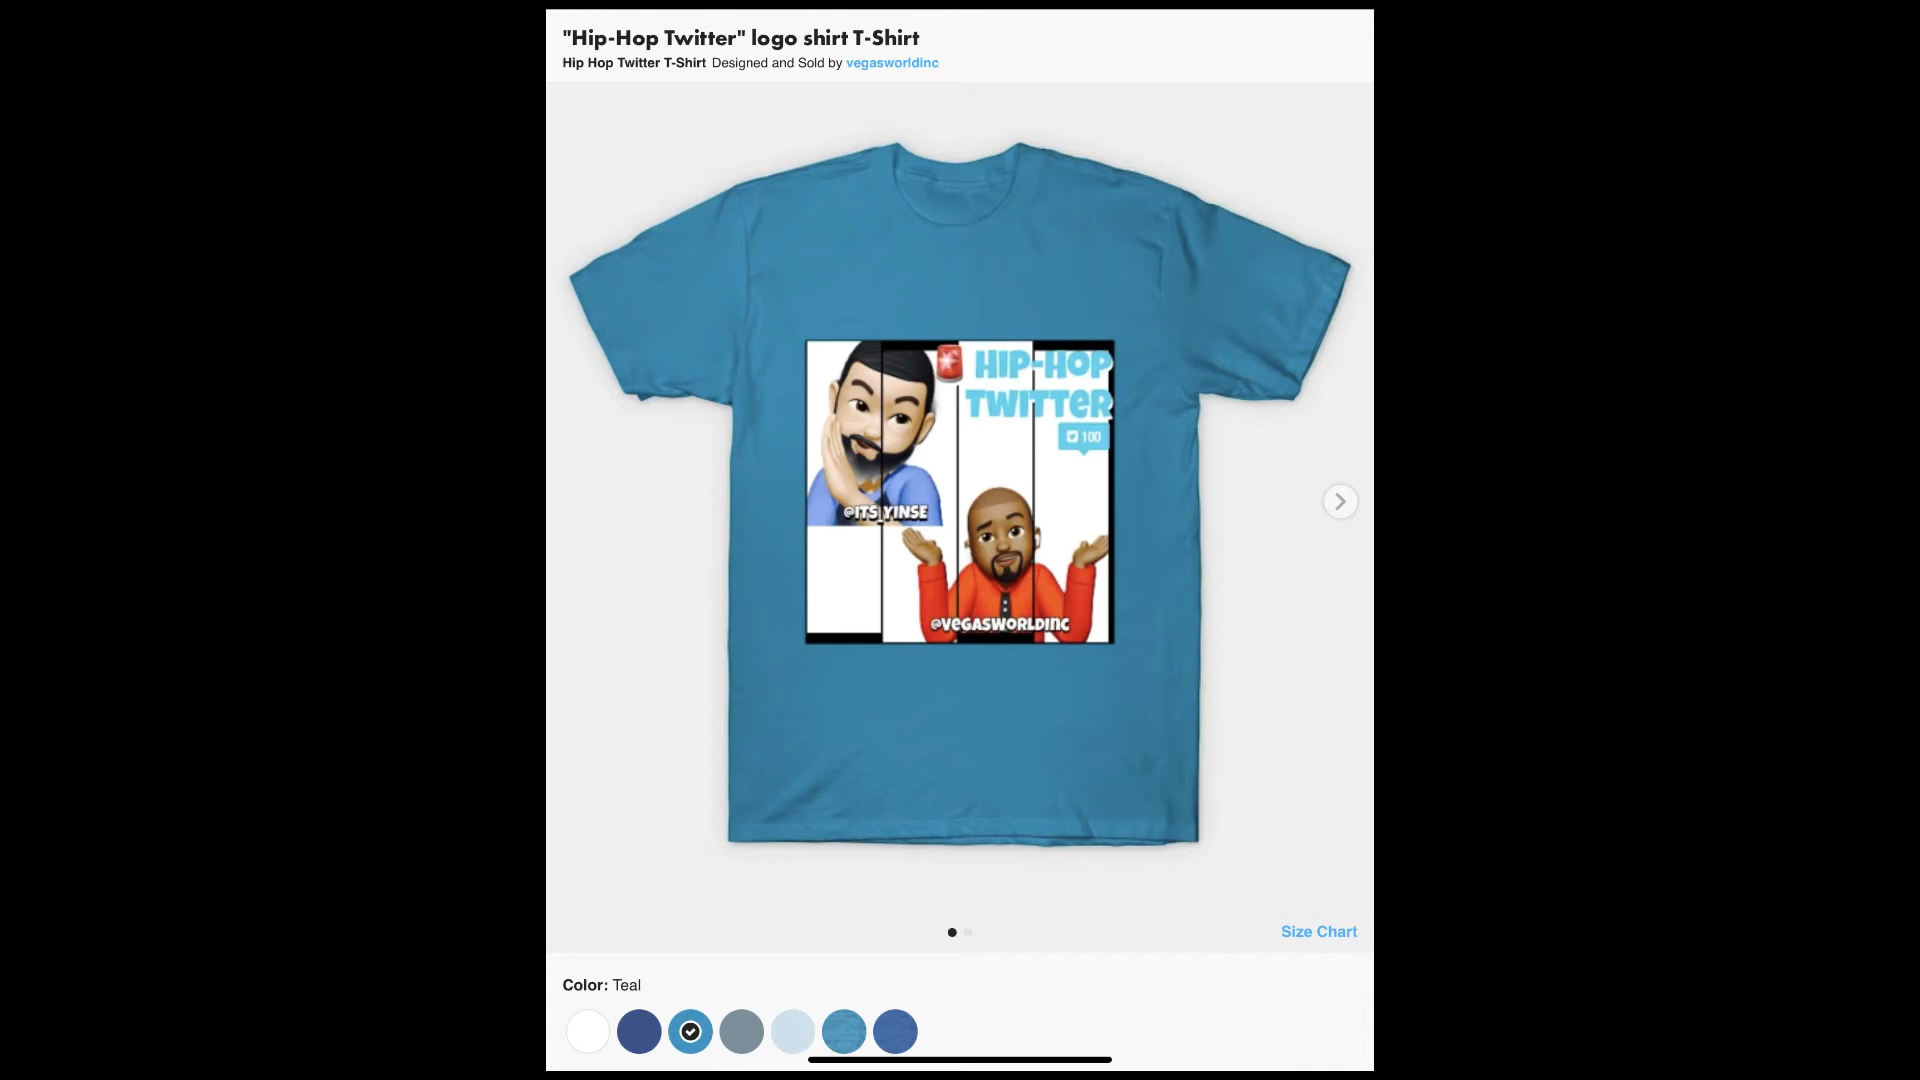 "Hip-Hop Twitter" logo shirt T-Shirt
Hip Hop Twitter T-Shirt Designed and Sold by vegasworldinc
HIP-HOP
TWITTER
100
@ITS_YINSE
@VEGASWORLDINC
Size Chart
Color: Teal